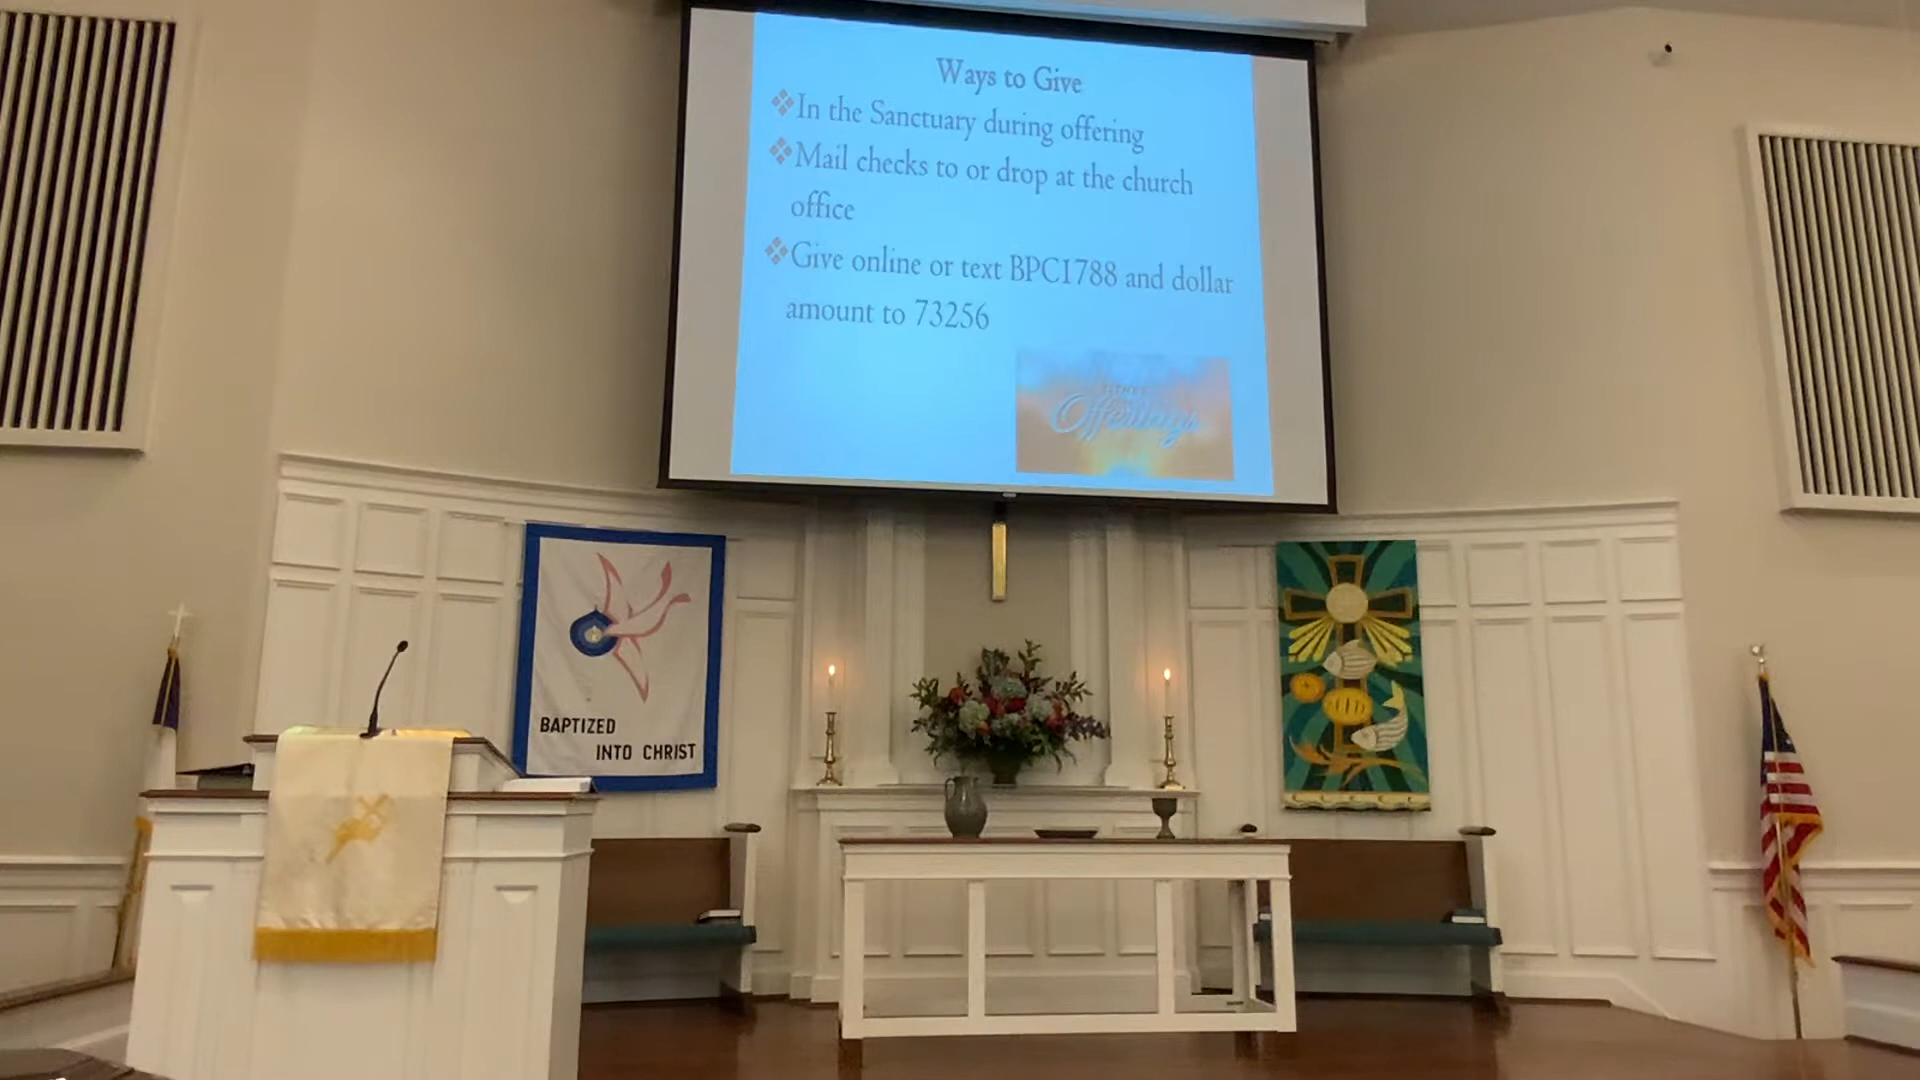 Ways to Give
❖In the Sanctuary during offering
❖Mail checks to or drop at the church
office
❖Give online or text BPC1788 and dollar
amount to 73256
Offerings
BAPTIZED
INTO CHRIST